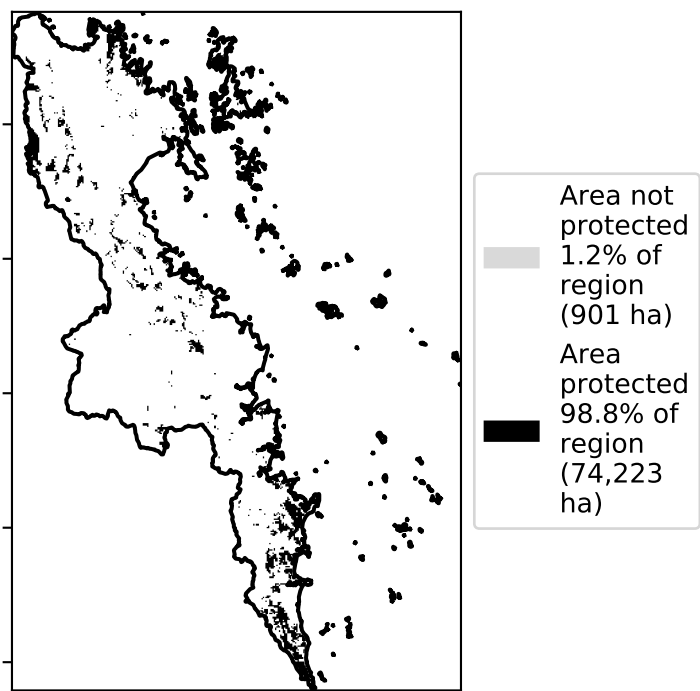 Area not
protected
1.2% of
region
(901 ha)
Area
protected
98.8% of
region
(74,223
ha)